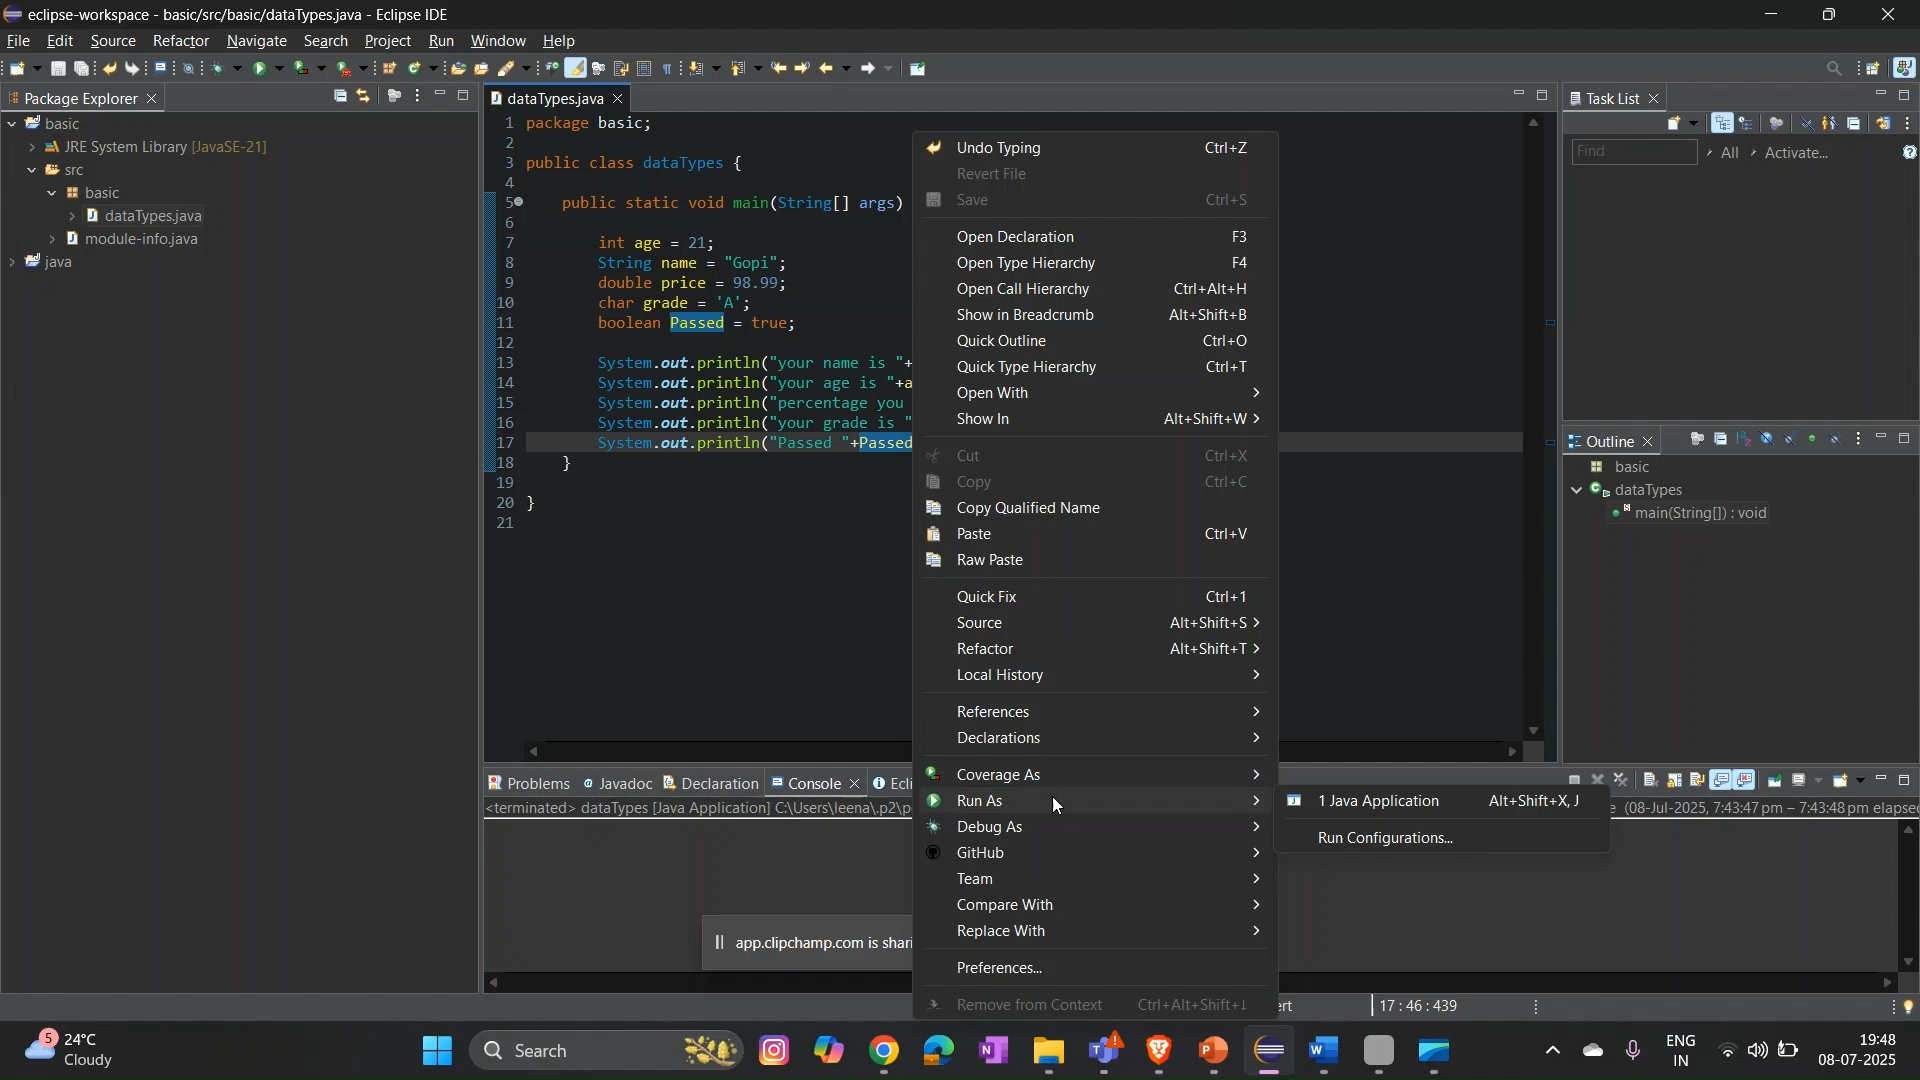 eclipse-workspace - basic/src/basic/dataTypes.java - Eclipse IDE
File Edit Source Refactor Navigate Search Project Run Window Help
Package Explorer
basic
JRE System Library [JavaSE-21]
src
basic
dataTypes.java
module-info.java
java
dataTypes.java
1 package basic;
2
3 public class dataTypes {
4
5 public static void main(String[] args)
6
7 int age = 21;
8 String name = "Gopi";
9 double price = 98.99;
10 char grade = 'A';
11 boolean Passed = true;
12
13 System.out.println("your name is "+
14 System.out.println("your age is "+a
15 System.out.println("percentage you
16 System.out.println("your grade is "
17 System.out.println("Passed "+Passed
18 }
19
20 }
21
Undo Typing Ctrl+Z
Revert File
Save Ctrl+S
Open Declaration F3
Open Type Hierarchy F4
Open Call Hierarchy Ctrl+Alt+H
Show in Breadcrumb Alt+Shift+B
Quick Outline Ctrl+O
Quick Type Hierarchy Ctrl+T
Open With
Show In Alt+Shift+W
Cut Ctrl+X
Copy Ctrl+C
Copy Qualified Name
Paste Ctrl+V
Raw Paste
Quick Fix Ctrl+1
Source Alt+Shift+S
Refactor Alt+Shift+T
Local History
References
Declarations
Coverage As
Run As
Debug As
GitHub
Team
Compare With
Replace With
Preferences...
Remove from Context Ctrl+Alt+Shift+↓
1 Java Application Alt+Shift+X, J
Run Configurations...
Task List
Find All Activate...
Outline
basic
dataTypes
main(String[]) : void
Problems Javadoc Declaration Console Ecli
<terminated> dataTypes [Java Application] C:\Users\leena\.p2\p
e (08-Jul-2025, 7:43:47 pm – 7:43:48 pm elapse
app.clipchamp.com is shari
ert 17 : 46 : 439
5 24°C
Cloudy
Search
ENG
IN
19:48
08-07-2025